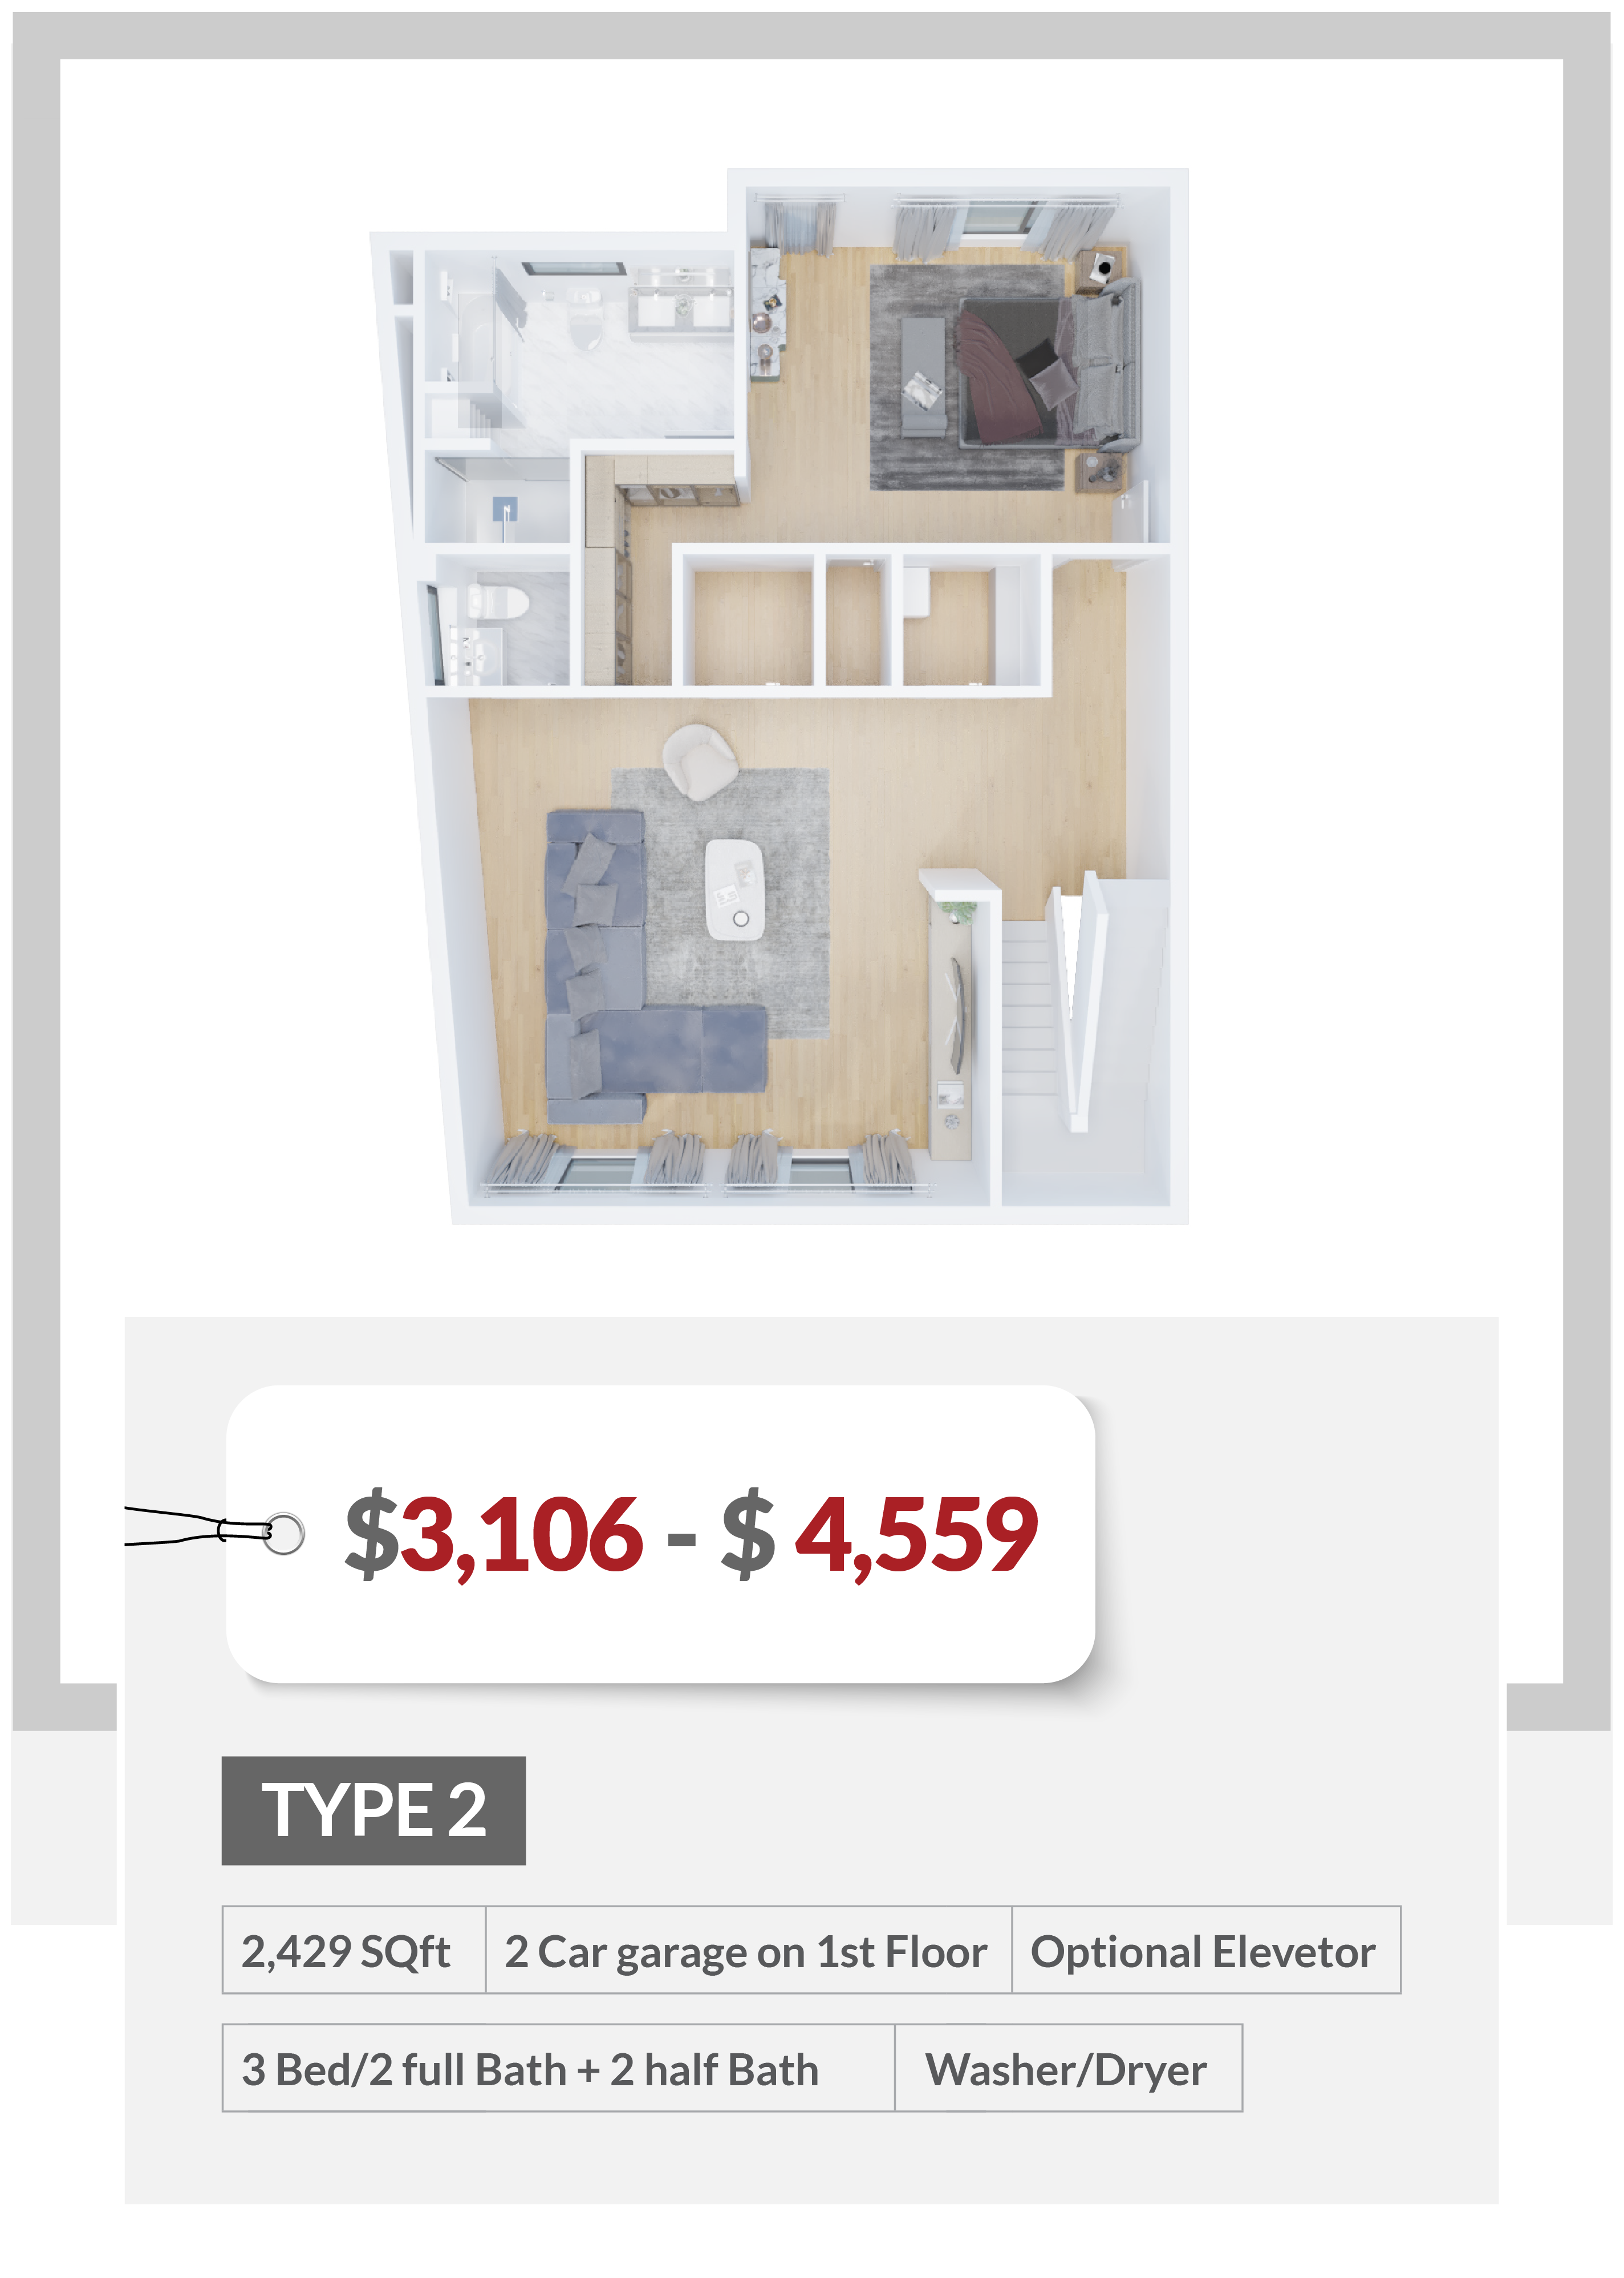 $3,106 - $ 4,559
TYPE 2
2,429 SQft
2 Car garage on 1st Floor
Optional Elevetor
3 Bed/2 full Bath + 2 half Bath
Washer/Dryer